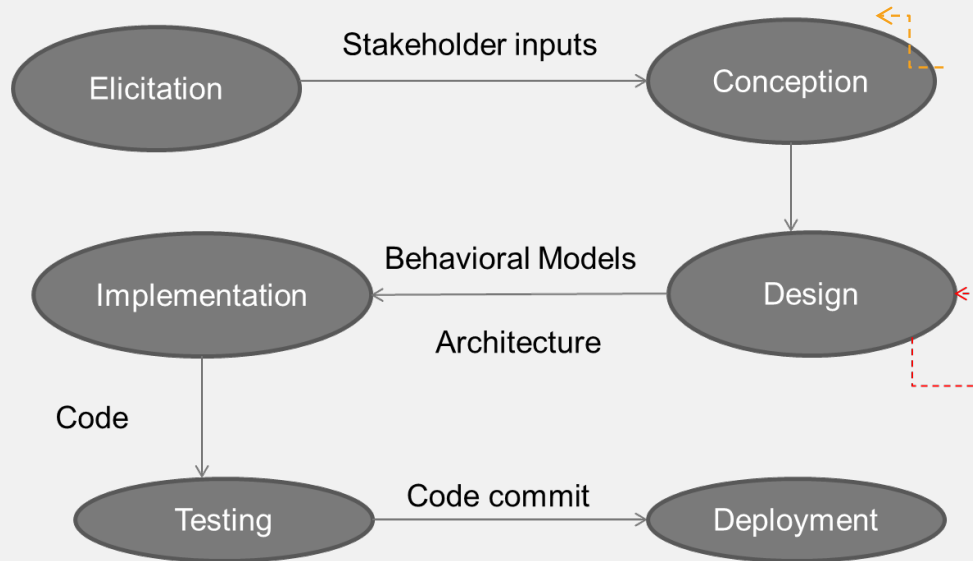 Elicitation
Stakeholder inputs
Conception
Implementation
Behavioral Models
Architecture
Design
Code
Testing
Code commit
Deployment